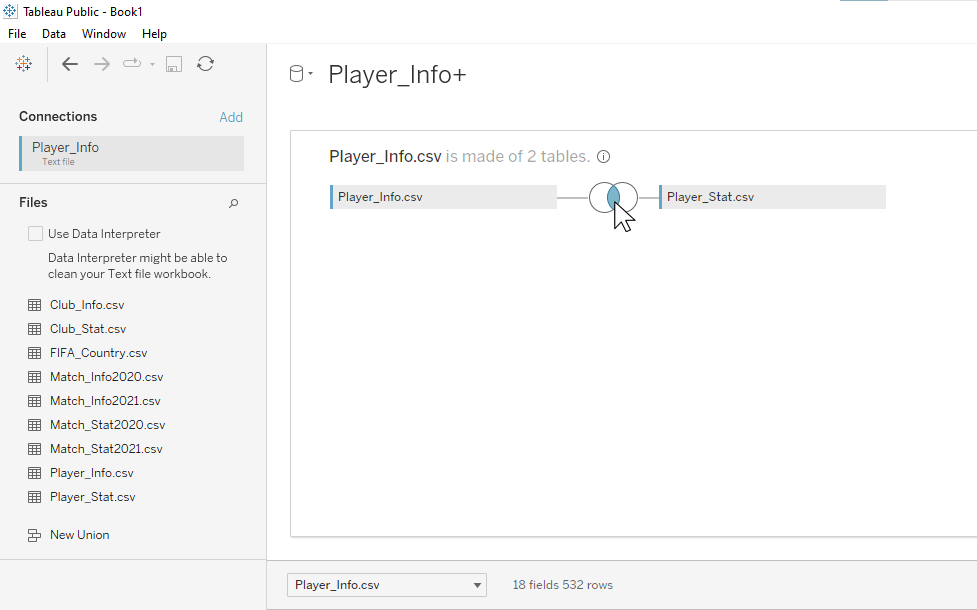 Tableau Public - Book1
File Data Window Help
Connections
Add
Player_Info
Text file
Files
Use Data Interpreter
Data Interpreter might be able to
clean your Text file workbook.
Club_Info.csv
Club_Stat.csv
FIFA_Country.csv
Match_Info2020.csv
Match_Info2021.csv
Match_Stat2020.csv
Match_Stat2021.csv
Player_Info.csv
Player_Stat.csv
New Union
Player_Info+
Player_Info.csv is made of 2 tables.
Player_Info.csv
Player_Stat.csv
Player_Info.csv
18 fields 532 rows